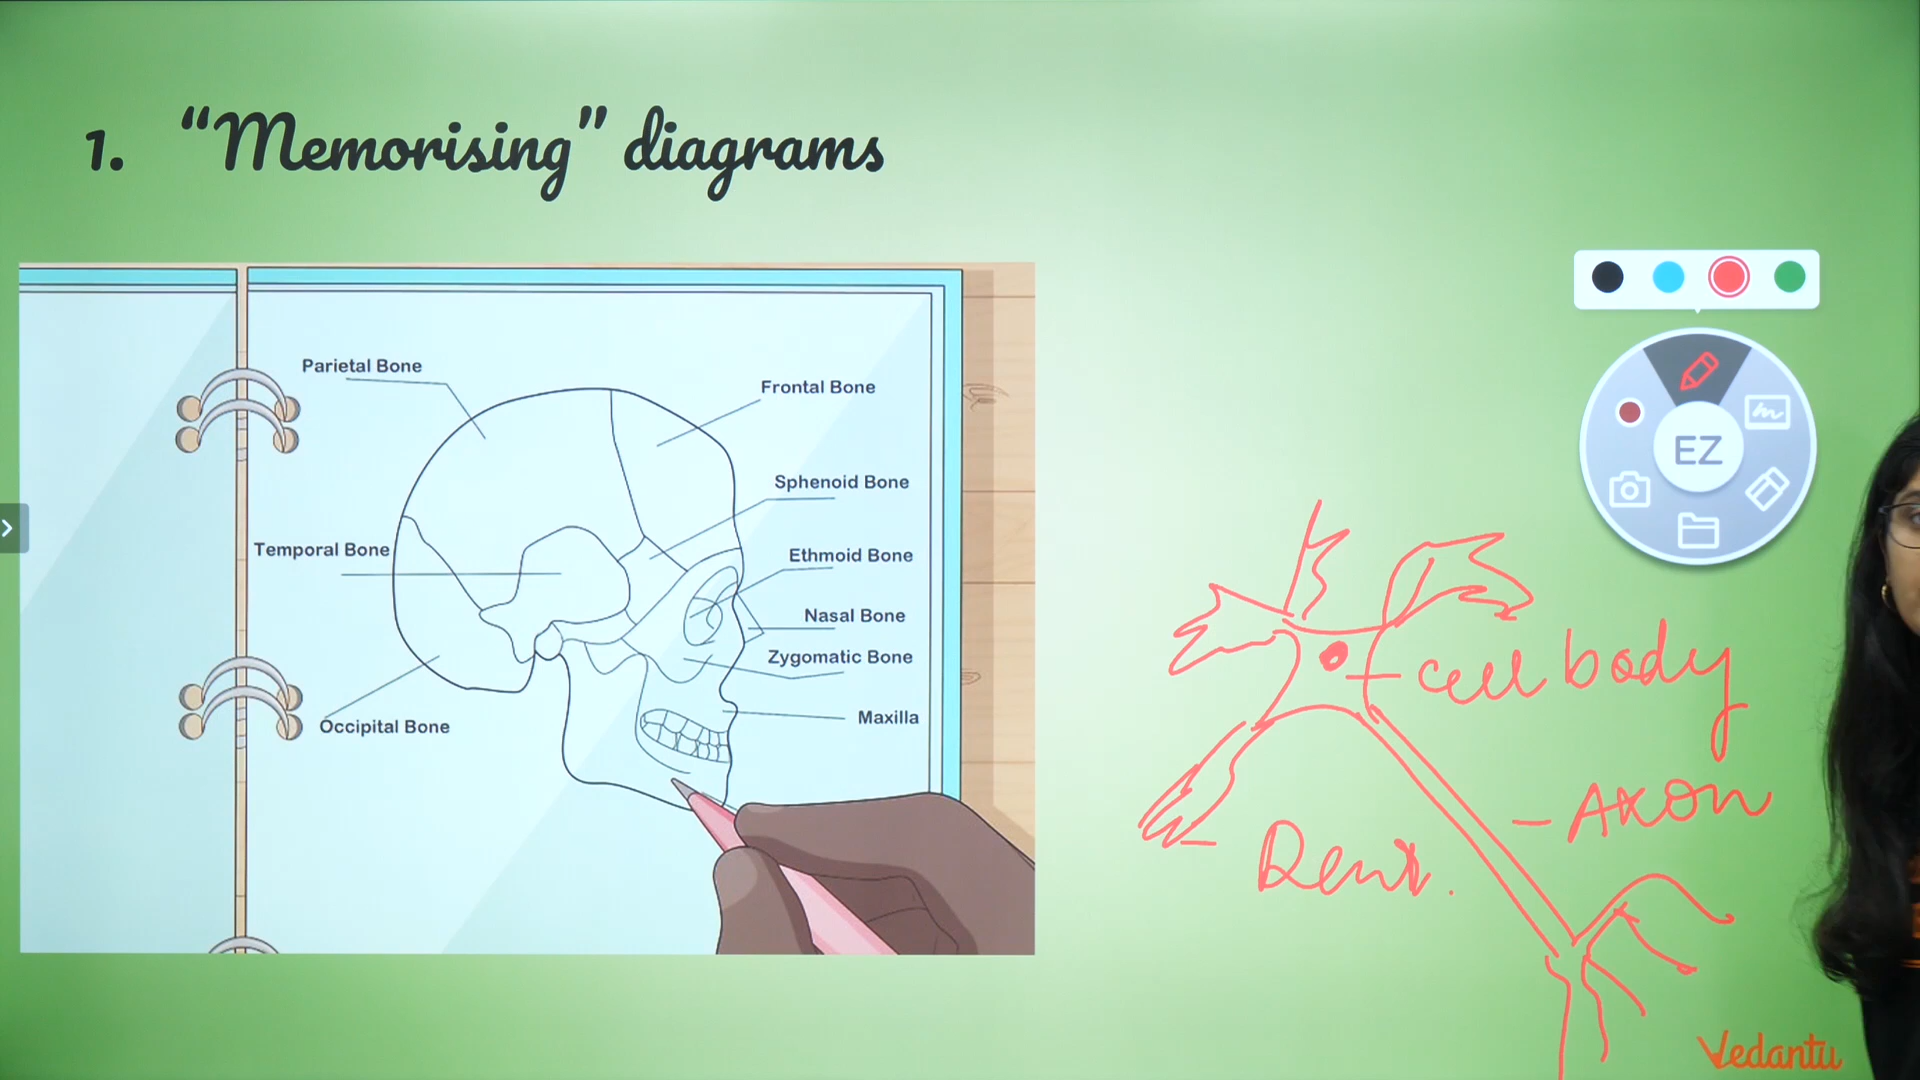 1. “Memorising” diagrams
Parietal Bone
Frontal Bone
Sphenoid Bone
Temporal Bone
Ethmoid Bone
Nasal Bone
Zygomatic Bone
Maxilla
Occipital Bone
EZ
cell body
Axon
Dent.
Vedantu